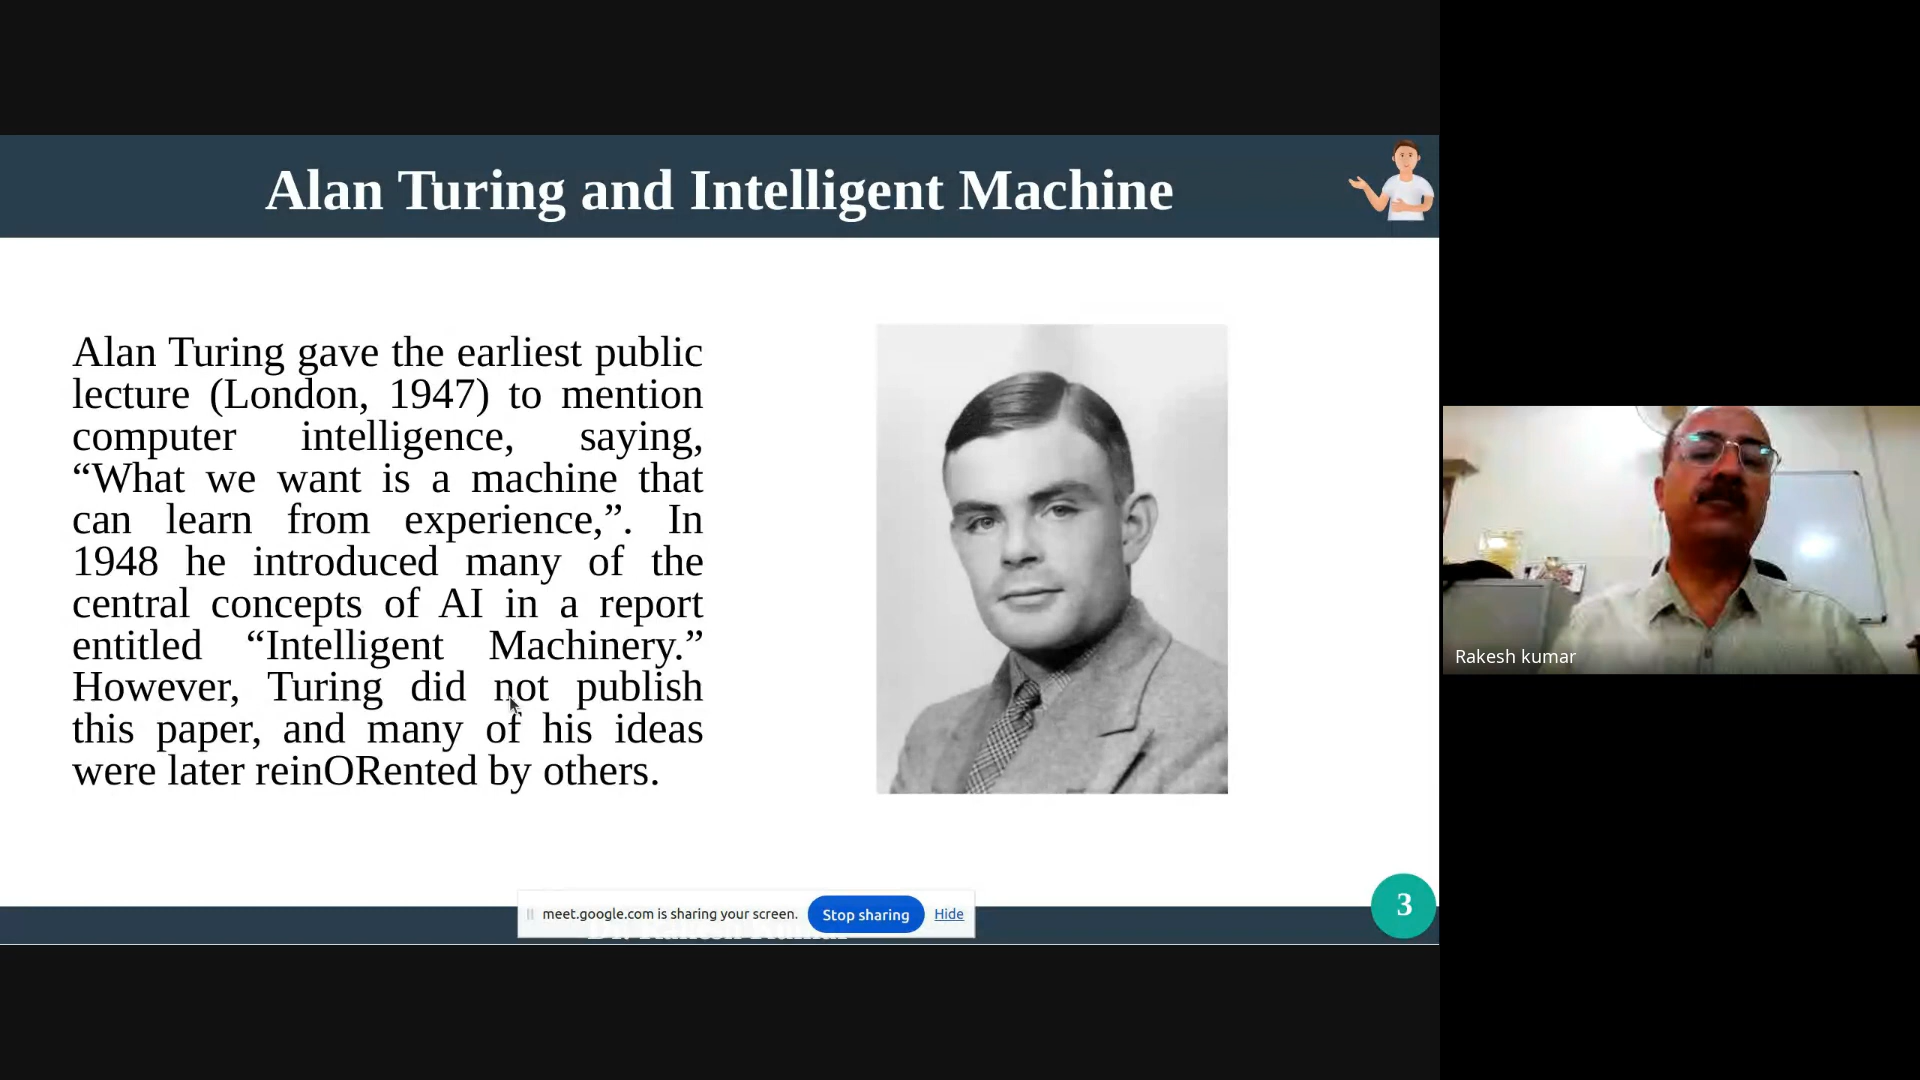 Alan Turing and Intelligent Machine
Alan Turing gave the earliest public
lecture (London, 1947) to mention
computer intelligence, saying,
“What we want is a machine that
can learn from experience,”. In
1948 he introduced many of the
central concepts of AI in a report
entitled “Intelligent Machinery.”
However, Turing did not publish
this paper, and many of his ideas
were later reinORented by others.
Rakesh kumar
meet.google.com is sharing your screen. Stop sharing Hide
Dr. Rakesh Kumar
3